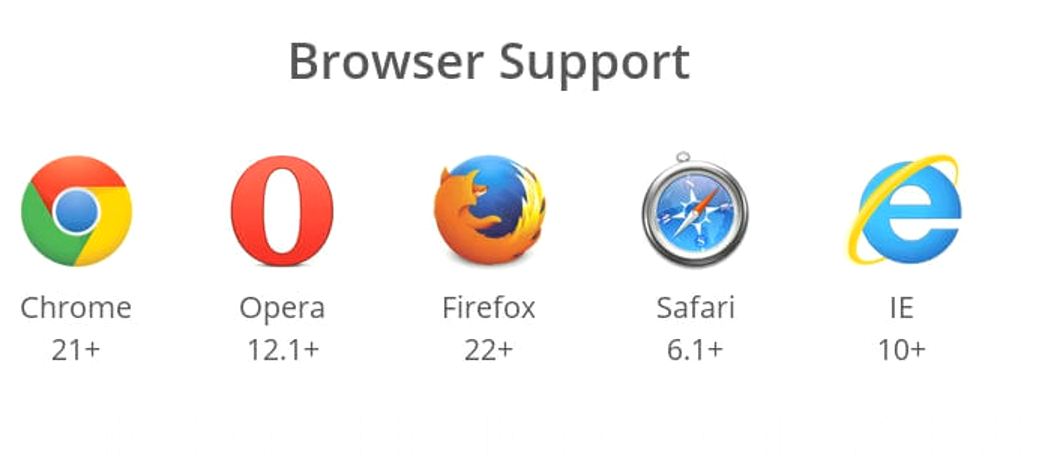 Browser Support
Chrome Opera Firefox Safari IE
21+ 12.1+ 22+ 6.1+ 10+